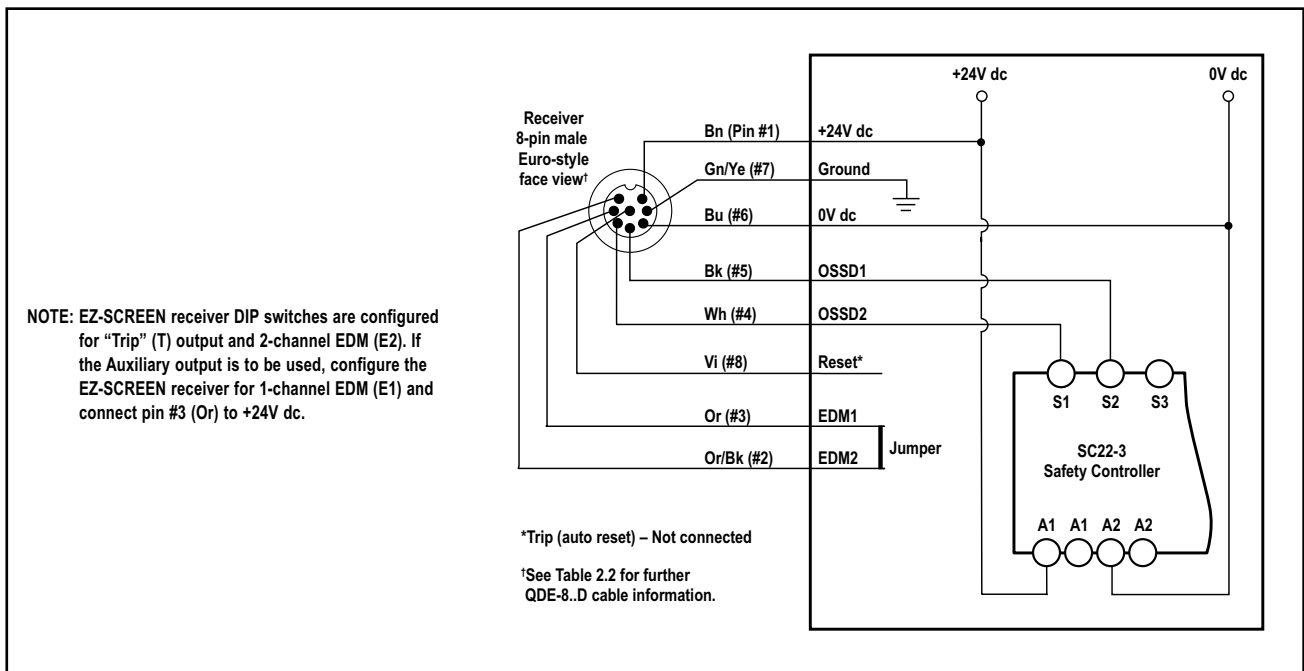 NOTE: EZ-SCREEN receiver DIP switches are configured
for “Trip” (T) output and 2-channel EDM (E2). If
the Auxiliary output is to be used, configure the
EZ-SCREEN receiver for 1-channel EDM (E1) and
connect pin #3 (Or) to +24V dc.
Receiver
8-pin male
Euro-style
face view†
+24V dc
0V dc
Bn (Pin #1) +24V dc
Gn/Ye (#7) Ground
Bu (#6) 0V dc
Bk (#5) OSSD1
Wh (#4) OSSD2
Vi (#8) Reset*
Or (#3) EDM1
Or/Bk (#2) EDM2
Jumper
S1 S2 S3
SC22-3
Safety Controller
A1 A1 A2 A2
*Trip (auto reset) – Not connected
†See Table 2.2 for further
QDE-8..D cable information.